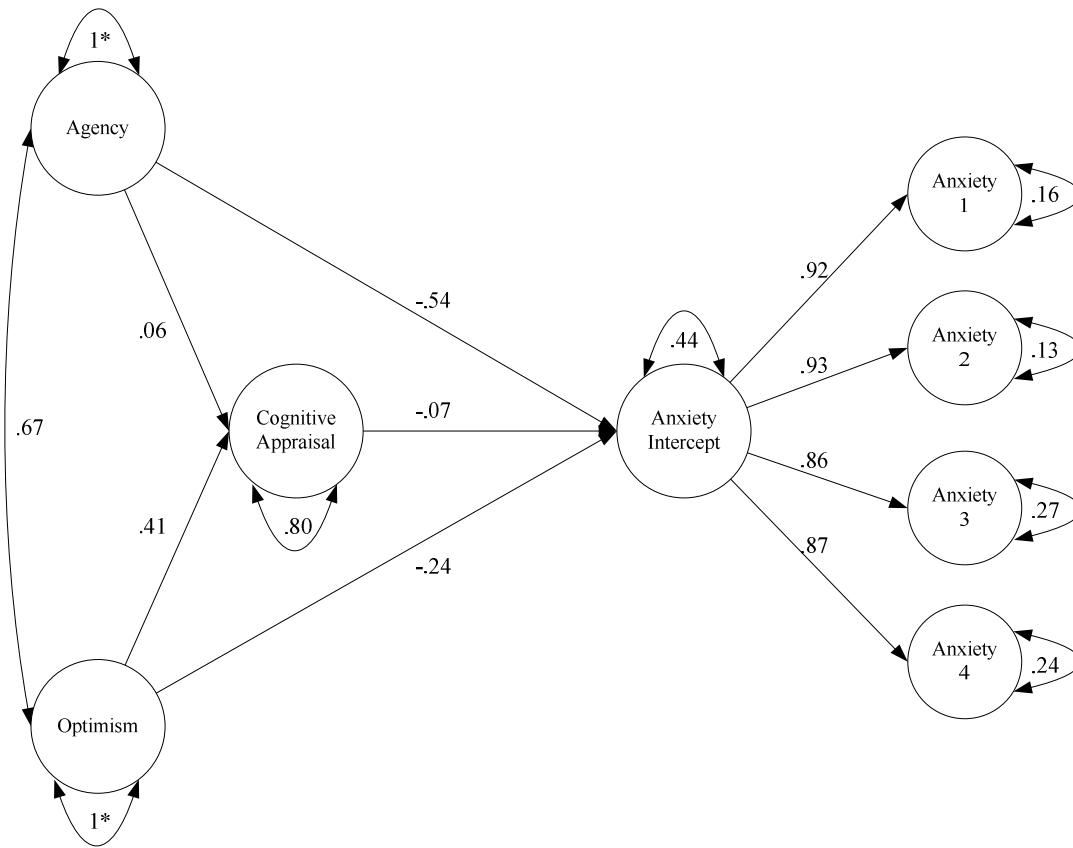 1*
Agency
Anxiety
1
.16
.92
-.54
.06
.44
Anxiety
2
.13
.93
Cognitive
Appraisal
-.07
Anxiety
Intercept
.67
.86
Anxiety
3
.27
.80
.41
.87
-.24
Anxiety
4
.24
Optimism
1*